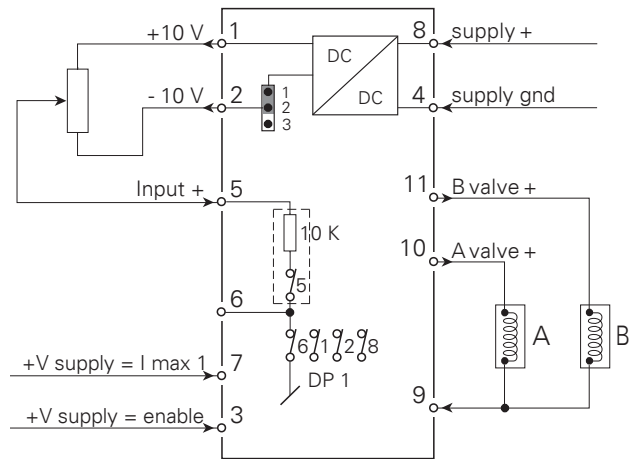 +10 V 1 8 supply +
DC
DC
1
2
3
- 10 V 2 4 supply gnd
Input + 5 11 B valve +
10 K
10 A valve +
5
6
6 1 2 8
A B
DP 1
+V supply = I max 1 7
9
+V supply = enable 3